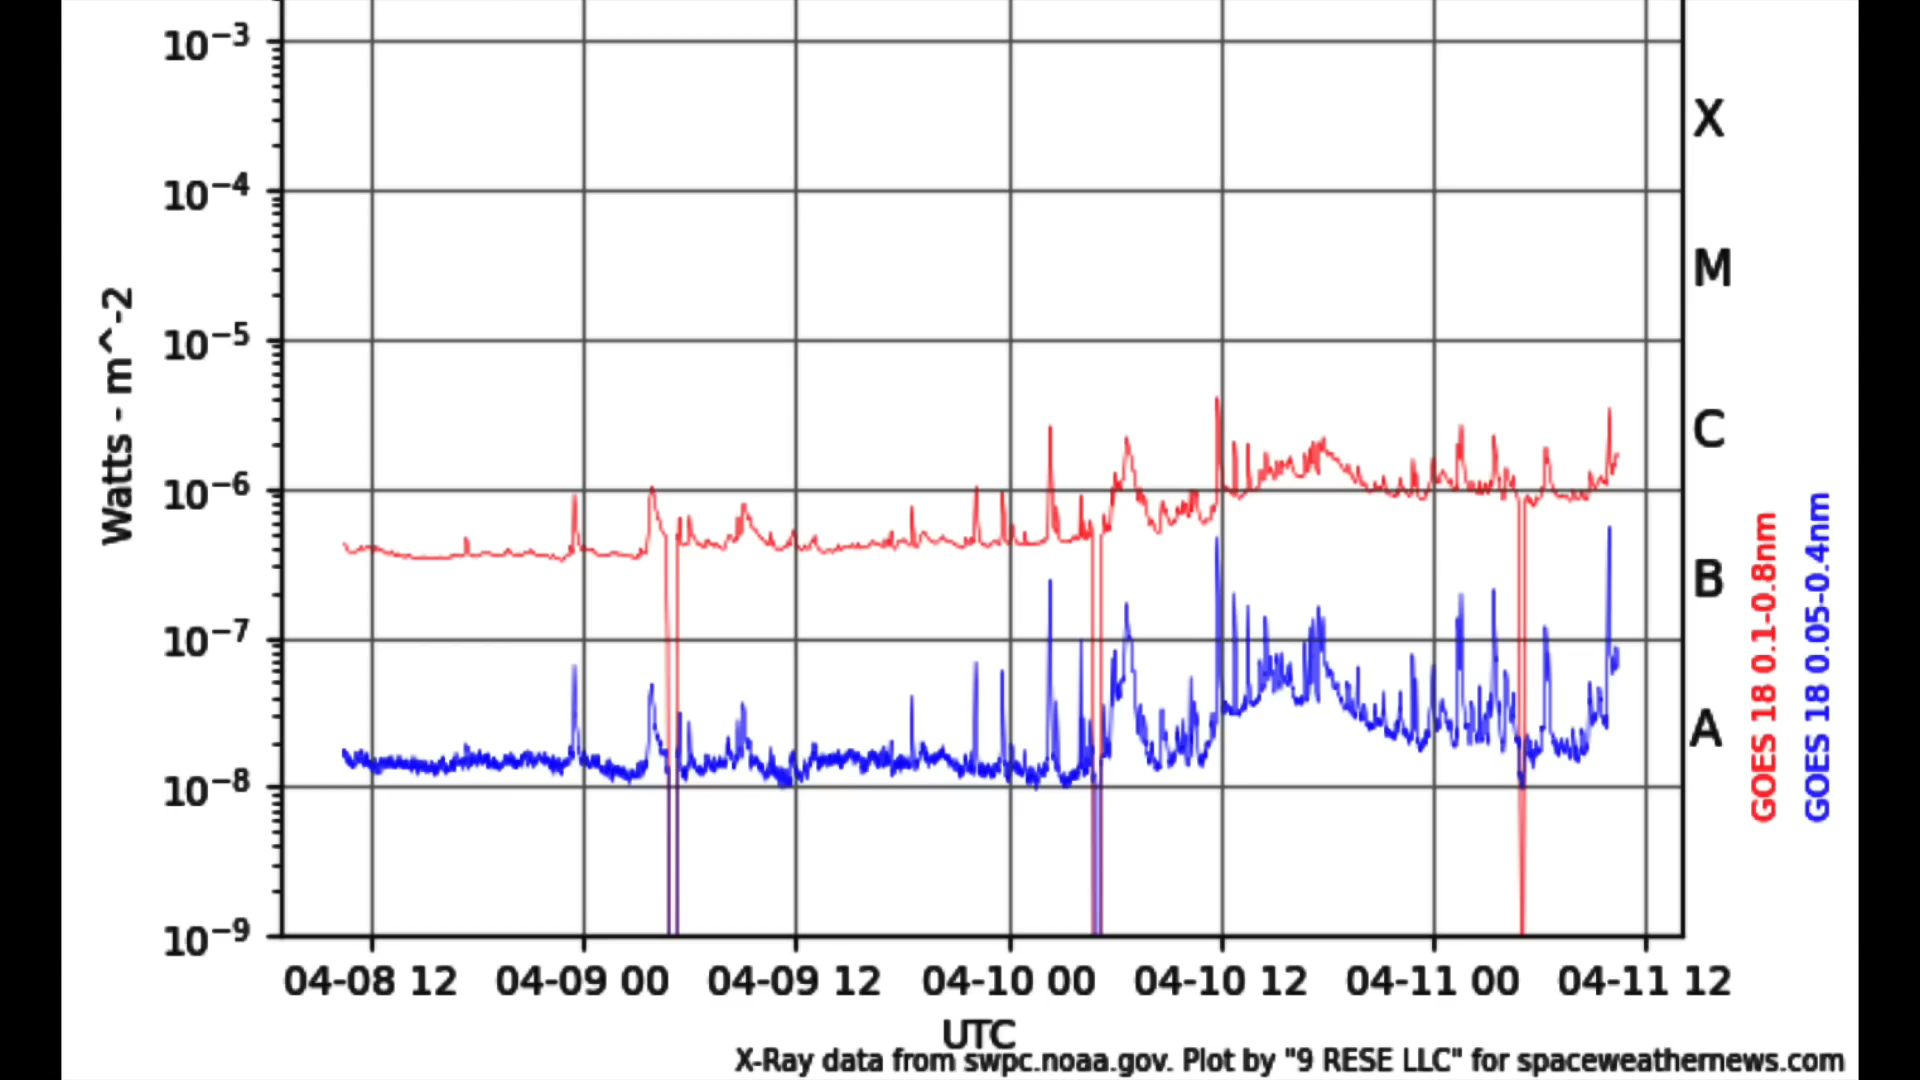 10−3
10−4
10−5
10−6
10−7
10−8
10−9
Watts - m^-2
X
M
C
B
A
GOES 18 0.1-0.8nm
GOES 18 0.05-0.4nm
04-08 12 04-09 00 04-09 12 04-10 00 04-10 12 04-11 00 04-11 12
UTC
X-Ray data from swpc.noaa.gov. Plot by "9 RESE LLC" for spaceweathernews.com